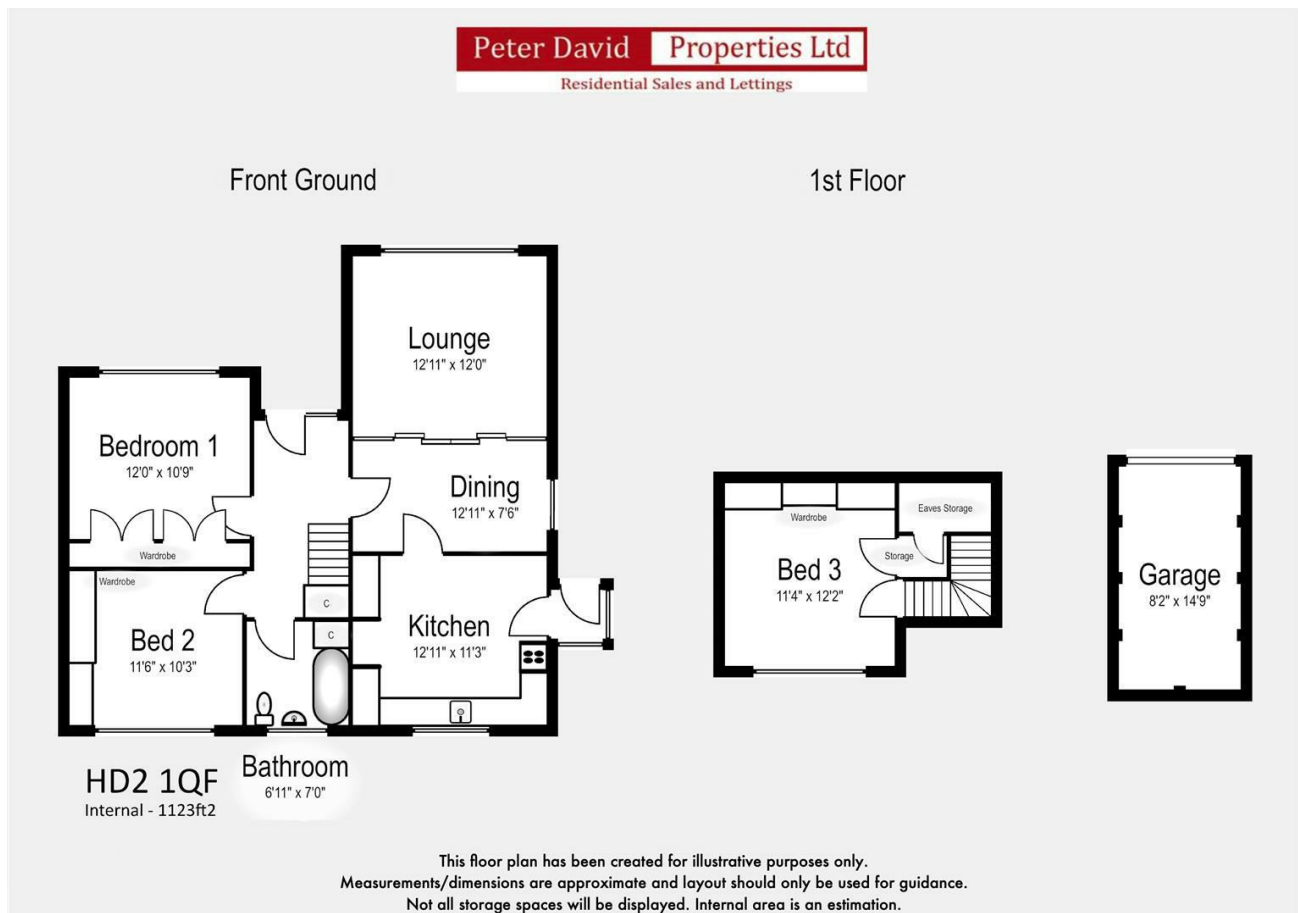 Peter David Properties Ltd
Residential Sales and Lettings
Front Ground
1st Floor
Lounge
12'11" x 12'0"
Bedroom 1
12'0" x 10'9"
Dining
12'11" x 7'6"
Wardrobe
Wardrobe
Bed 2
11'6" x 10'3"
C
C
Kitchen
12'11" x 11'3"
Bathroom
6'11" x 7'0"
HD2 1QF
Internal - 1123ft2
Wardrobe
Eaves Storage
Storage
Bed 3
11'4" x 12'2"
Garage
8'2" x 14'9"
This floor plan has been created for illustrative purposes only.
Measurements/dimensions are approximate and layout should only be used for guidance.
Not all storage spaces will be displayed. Internal area is an estimation.